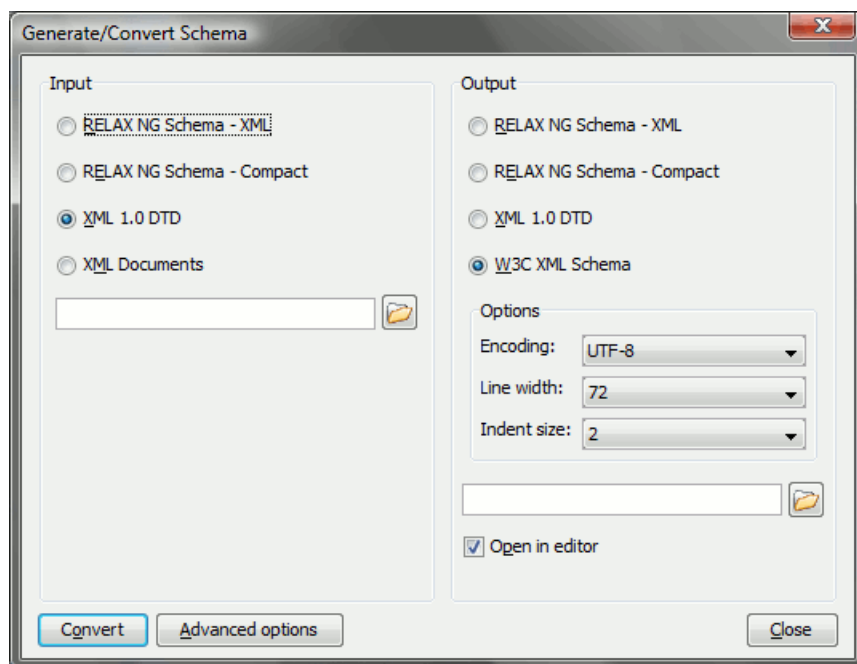 Generate/Convert Schema
Input
RELAX NG Schema - XML
RELAX NG Schema - Compact
XML 1.0 DTD
XML Documents
Output
RELAX NG Schema - XML
RELAX NG Schema - Compact
XML 1.0 DTD
W3C XML Schema
Options
Encoding: UTF-8
Line width: 72
Indent size: 2
Open in editor
Convert Advanced options Close